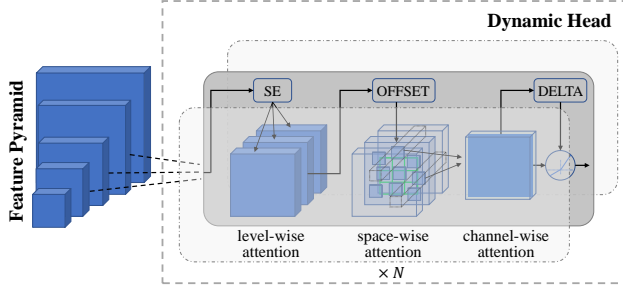 Dynamic Head
Feature Pyramid
SE
OFFSET
DELTA
level-wise
attention
space-wise
attention
channel-wise
attention
× N